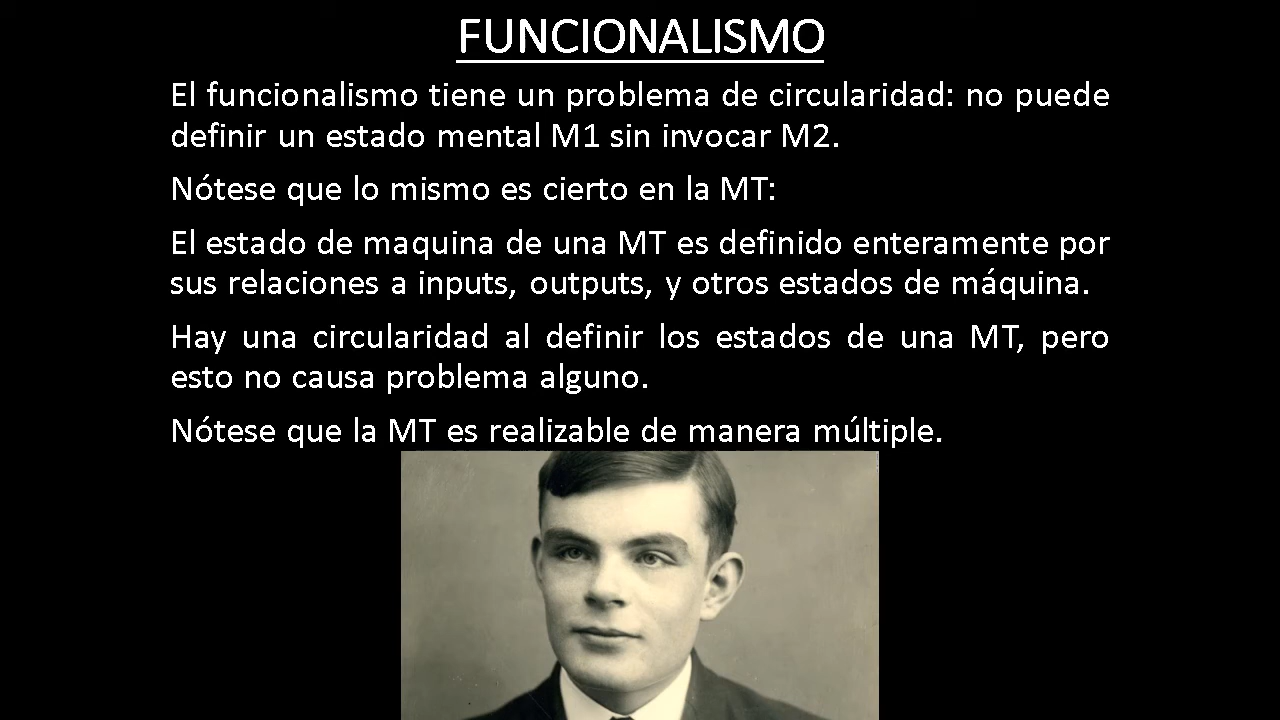 FUNCIONALISMO
El funcionalismo tiene un problema de circularidad: no puede
definir un estado mental M1 sin invocar M2.
Nótese que lo mismo es cierto en la MT:
El estado de maquina de una MT es definido enteramente por
sus relaciones a inputs, outputs, y otros estados de máquina.
Hay una circularidad al definir los estados de una MT, pero
esto no causa problema alguno.
Nótese que la MT es realizable de manera múltiple.